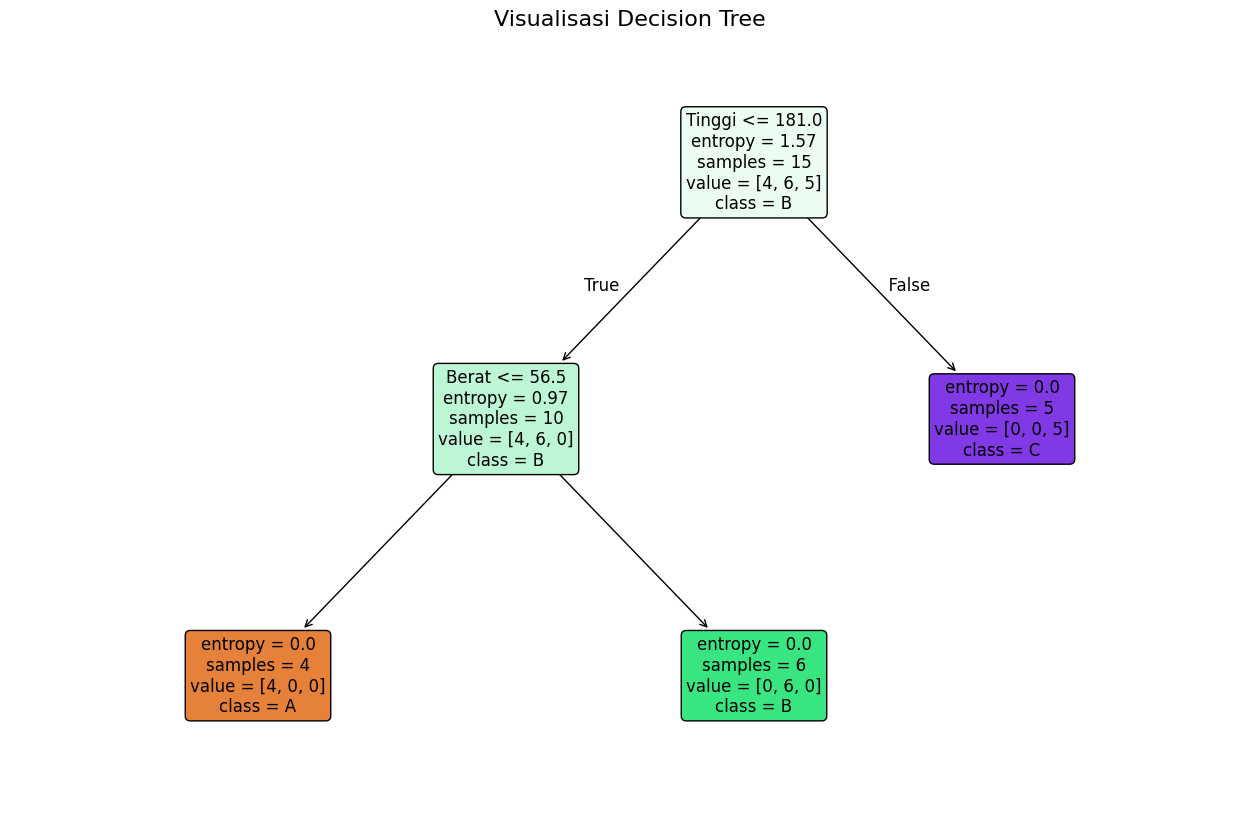 Visualisasi Decision Tree
Tinggi <= 181.0
entropy = 1.57
samples = 15
value = [4, 6, 5]
class = B
True
False
Berat <= 56.5
entropy = 0.97
samples = 10
value = [4, 6, 0]
class = B
entropy = 0.0
samples = 5
value = [0, 0, 5]
class = C
entropy = 0.0
samples = 4
value = [4, 0, 0]
class = A
entropy = 0.0
samples = 6
value = [0, 6, 0]
class = B